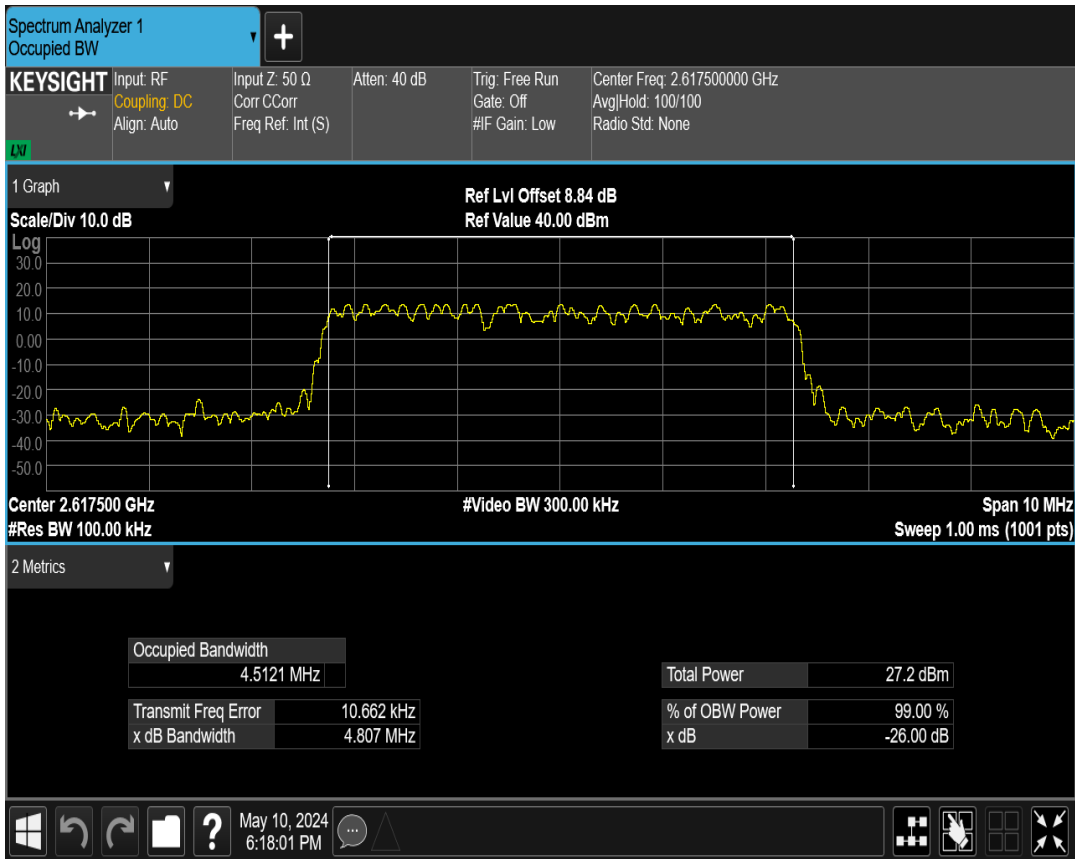 Spectrum Analyzer 1
Occupied BW
+
KEYSIGHT
LXI
Input: RF
Coupling: DC
Align: Auto
Input Z: 50 Ω
Corr CCorr
Freq Ref: Int (S)
Atten: 40 dB
Trig: Free Run
Gate: Off
#IF Gain: Low
Center Freq: 2.617500000 GHz
Avg|Hold: 100/100
Radio Std: None
1 Graph
Scale/Div 10.0 dB
Ref Lvl Offset 8.84 dB
Ref Value 40.00 dBm
Log
30.0
20.0
10.0
0.00
-10.0
-20.0
-30.0
-40.0
-50.0
Center 2.617500 GHz
#Video BW 300.00 kHz
Span 10 MHz
#Res BW 100.00 kHz
Sweep 1.00 ms (1001 pts)
2 Metrics
Occupied Bandwidth
4.5121 MHz
Total Power 27.2 dBm
Transmit Freq Error 10.662 kHz
% of OBW Power 99.00 %
x dB Bandwidth 4.807 MHz
x dB -26.00 dB
?
May 10, 2024
6:18:01 PM